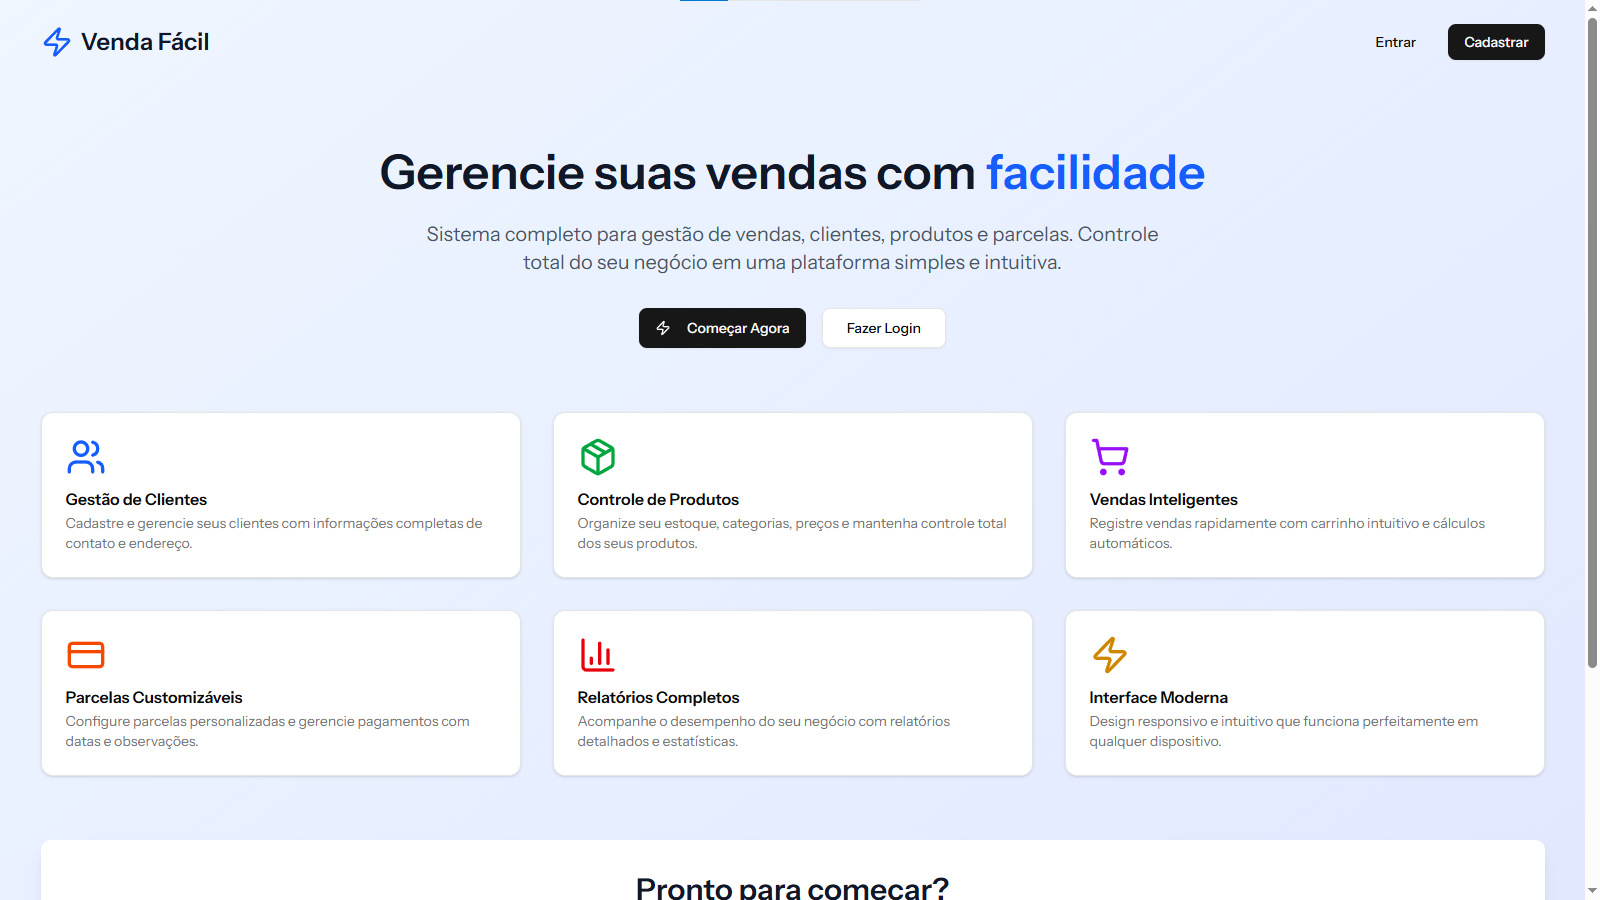 Venda Fácil
Entrar
Cadastrar
Gerencie suas vendas com facilidade
Sistema completo para gestão de vendas, clientes, produtos e parcelas. Controle
total do seu negócio em uma plataforma simples e intuitiva.
Começar Agora
Fazer Login
Gestão de Clientes
Cadastre e gerencie seus clientes com informações completas de
contato e endereço.
Controle de Produtos
Organize seu estoque, categorias, preços e mantenha controle total
dos seus produtos.
Vendas Inteligentes
Registre vendas rapidamente com carrinho intuitivo e cálculos
automáticos.
Parcelas Customizáveis
Configure parcelas personalizadas e gerencie pagamentos com
datas e observações.
Relatórios Completos
Acompanhe o desempenho do seu negócio com relatórios
detalhados e estatísticas.
Interface Moderna
Design responsivo e intuitivo que funciona perfeitamente em
qualquer dispositivo.
Pronto para começar?